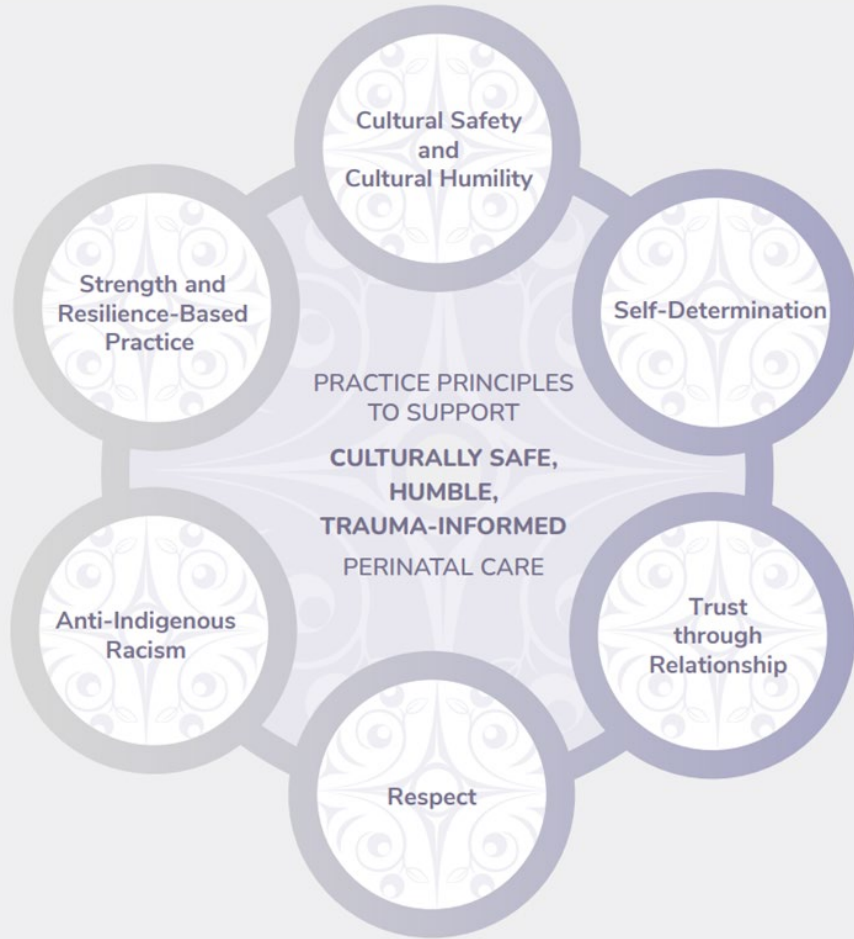 Cultural Safety
and
Cultural Humility
Self-Determination
Trust
through
Relationship
Respect
Anti-Indigenous
Racism
Strength and
Resilience-Based
Practice
PRACTICE PRINCIPLES
TO SUPPORT
CULTURALLY SAFE,
HUMBLE,
TRAUMA-INFORMED
PERINATAL CARE